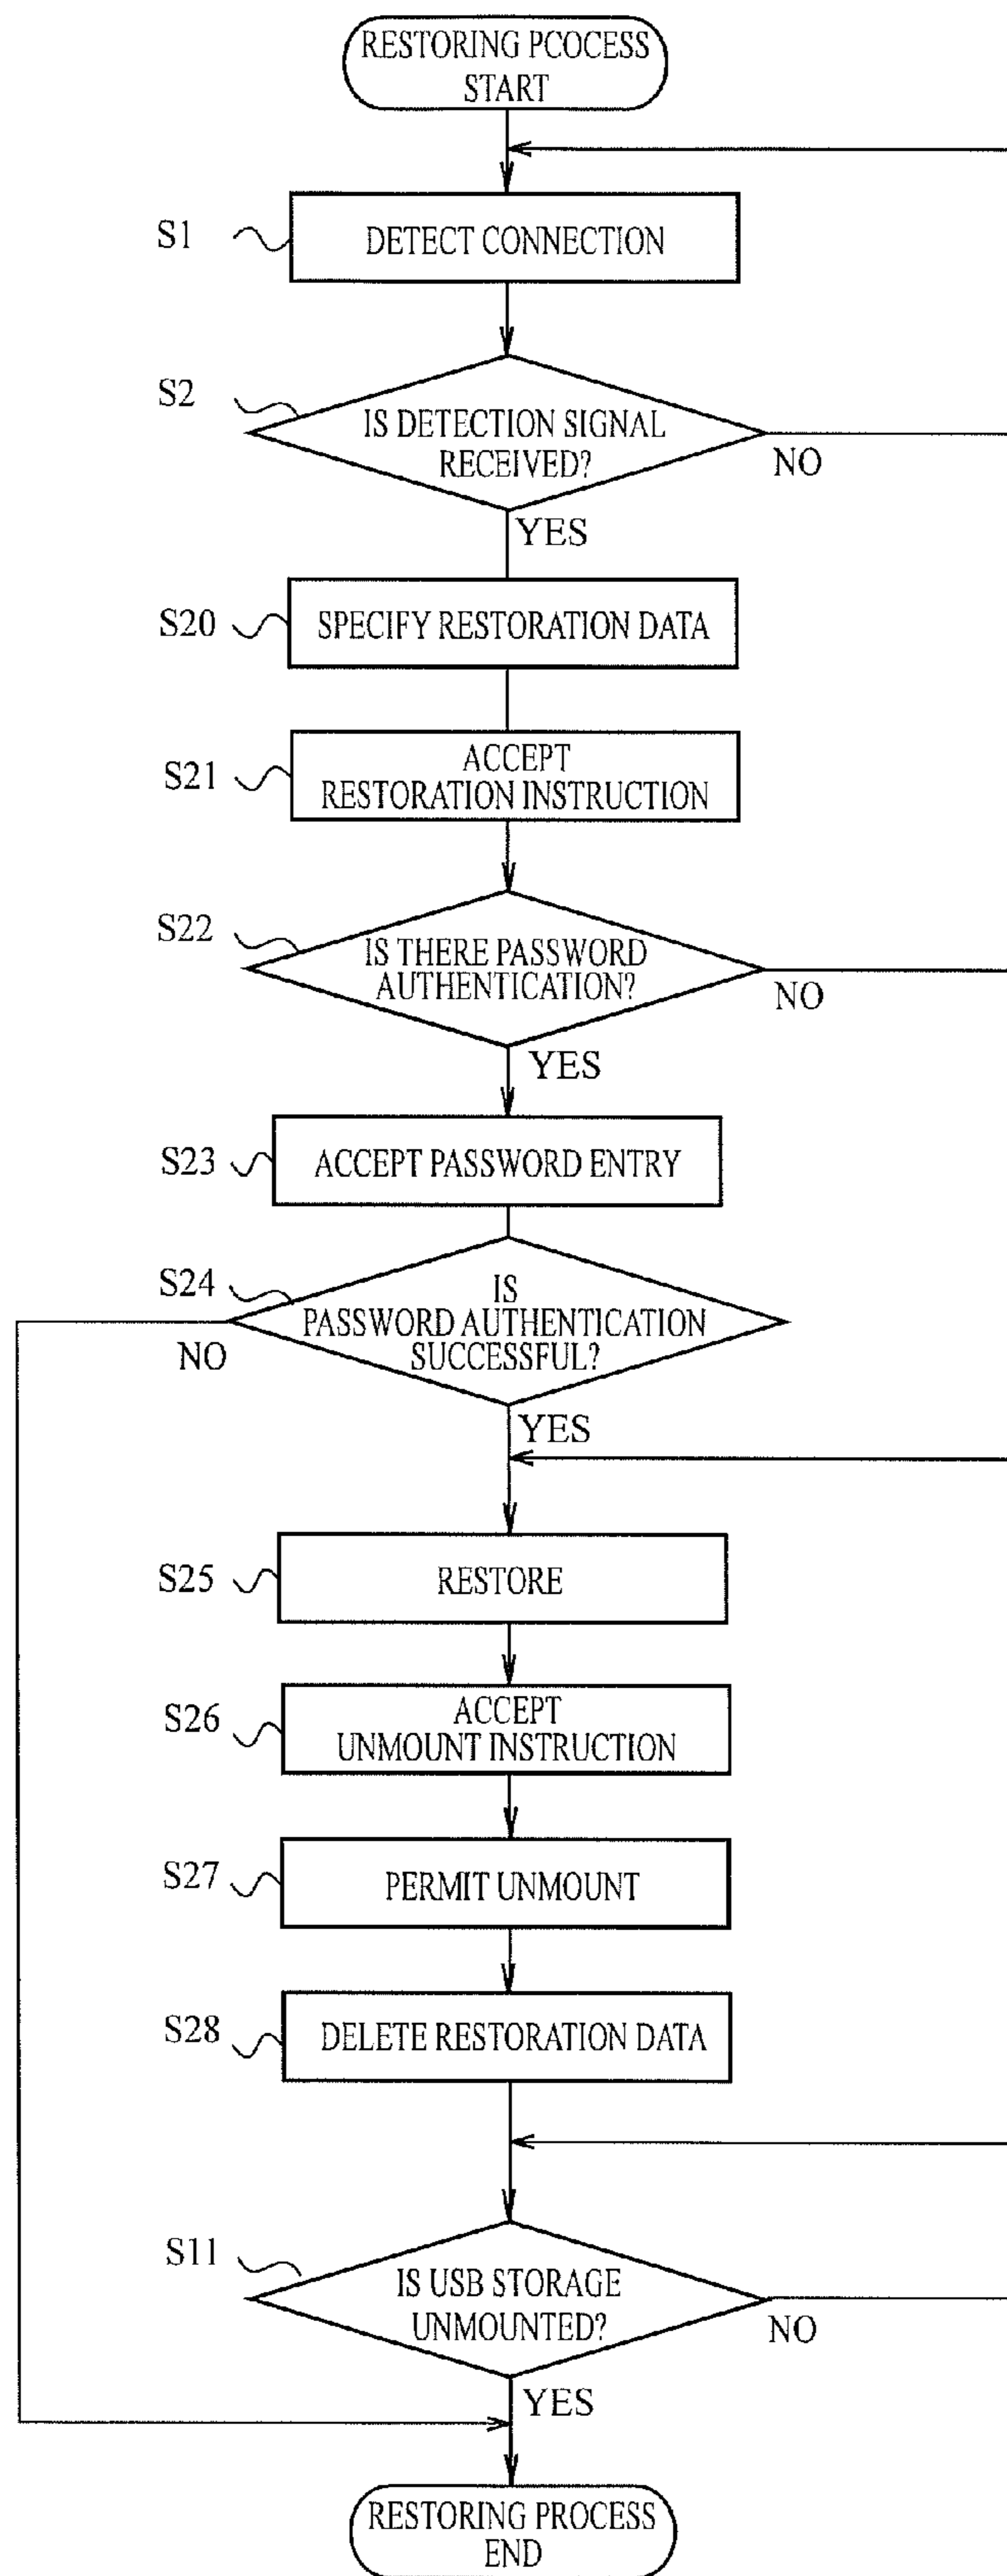 RESTORING PCOCESS
START
S1
DETECT CONNECTION
S2
IS DETECTION SIGNAL
RECEIVED?
NO
YES
S20
SPECIFY RESTORATION DATA
S21
ACCEPT
RESTORATION INSTRUCTION
S22
IS THERE PASSWORD
AUTHENTICATION?
NO
YES
S23
ACCEPT PASSWORD ENTRY
S24
IS
PASSWORD AUTHENTICATION
SUCCESSFUL?
NO
YES
S25
RESTORE
S26
ACCEPT
UNMOUNT INSTRUCTION
S27
PERMIT UNMOUNT
S28
DELETE RESTORATION DATA
S11
IS USB STORAGE
UNMOUNTED?
NO
YES
RESTORING PROCESS
END